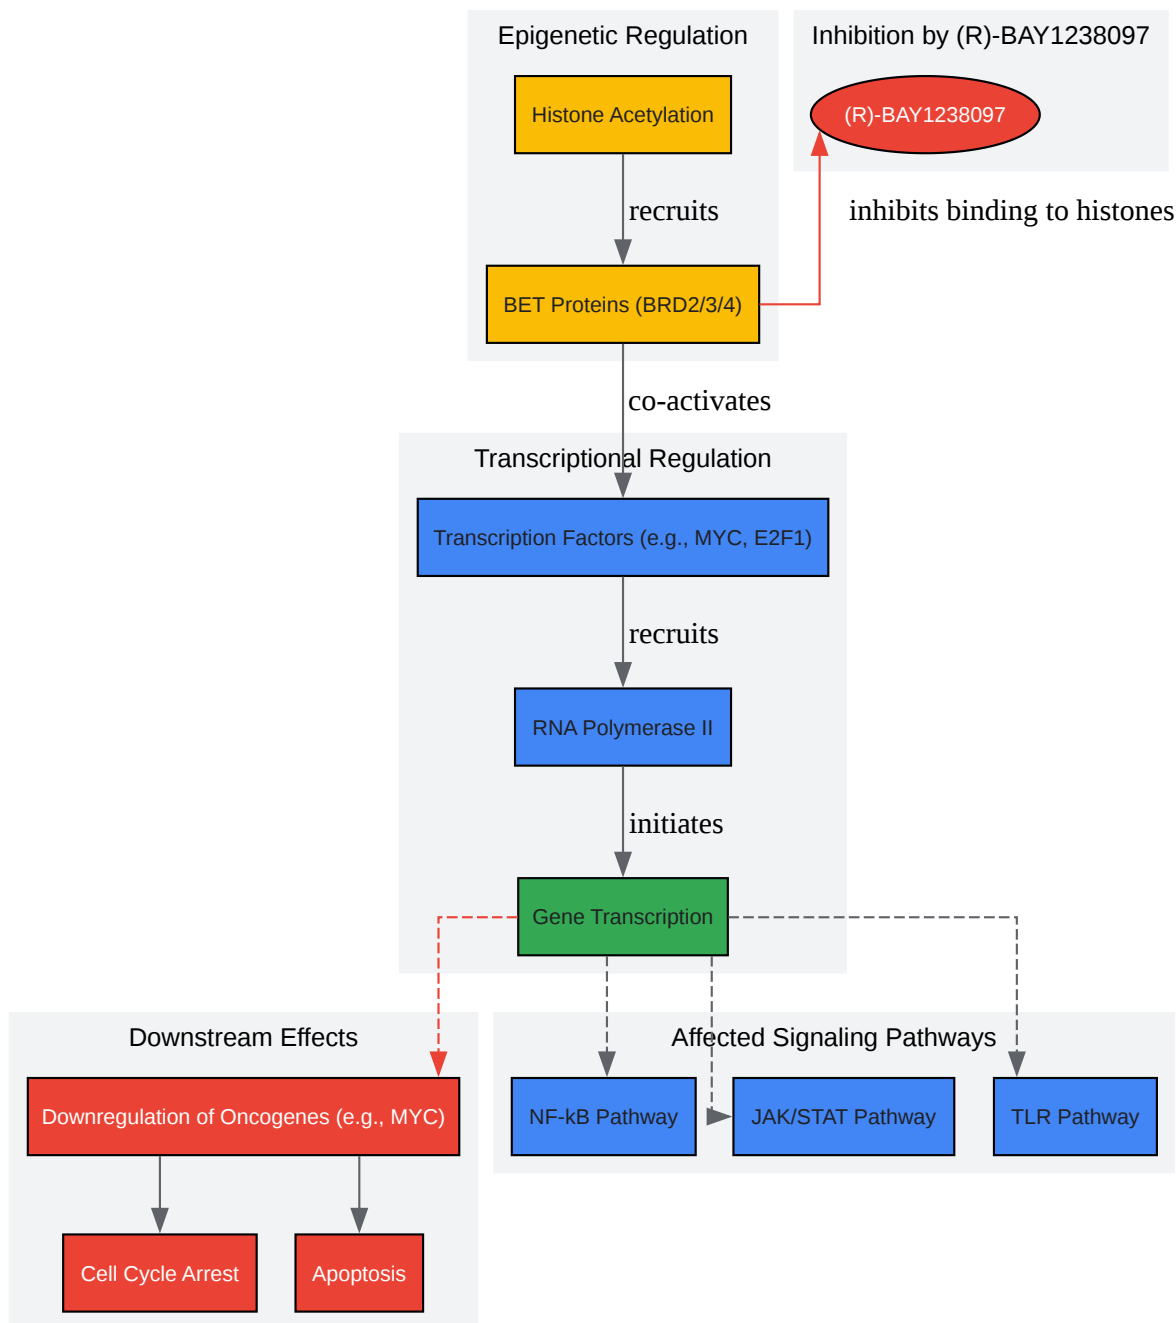 Epigenetic Regulation
Inhibition by (R)-BAY1238097
Histone Acetylation
(R)-BAY1238097
recruits
inhibits binding to histones
BET Proteins (BRD2/3/4)
co-activates
Transcriptional Regulation
Transcription Factors (e.g., MYC, E2F1)
recruits
RNA Polymerase II
initiates
Gene Transcription
Downstream Effects
Affected Signaling Pathways
Downregulation of Oncogenes (e.g., MYC)
NF-kB Pathway
JAK/STAT Pathway
TLR Pathway
Cell Cycle Arrest
Apoptosis